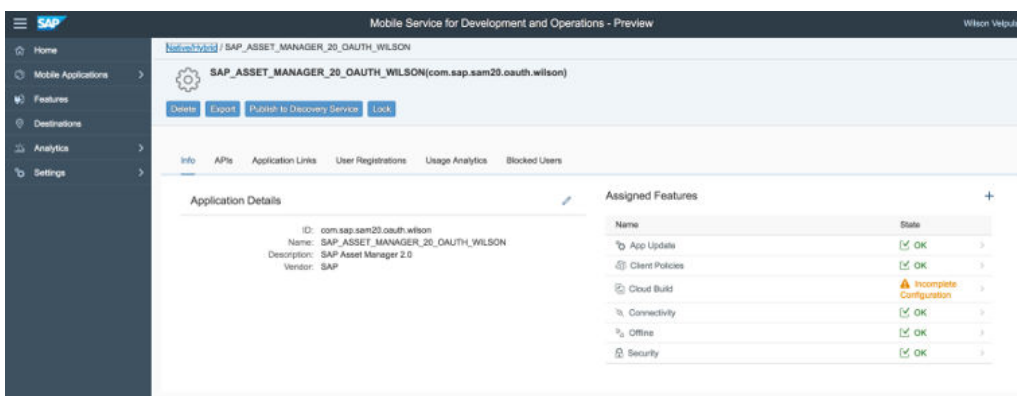 SAP
Mobile Service for Development and Operations - Preview
Wilson Velpula
Home
Mobile Applications
Features
Destinations
Analytics
Settings
Native/Hybrid / SAP_ASSET_MANAGER_20_OAUTH_WILSON
SAP_ASSET_MANAGER_20_OAUTH_WILSON(com.sap.sam20.oauth.wilson)
Delete Export Publish to Discovery Service Lock
Info APIs Application Links User Registrations Usage Analytics Blocked Users
Application Details
ID: com.sap.sam20.oauth.wilson
Name: SAP_ASSET_MANAGER_20_OAUTH_WILSON
Description: SAP Asset Manager 2.0
Vendor: SAP
Assigned Features
Name State
App Update OK
Client Policies OK
Cloud Build Incomplete
Configuration
Connectivity OK
Offline OK
Security OK